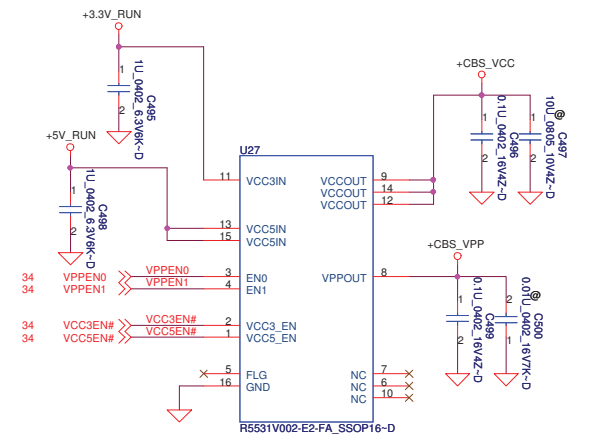 +3.3V_RUN
1
2
C495
1U_0402_6.3V6K~D
+5V_RUN
1
2
C498
1U_0402_6.3V6K~D
+CBS_VCC
1
2
C496
0.1U_0402_16V4Z~D
1
2
@
C497
10U_0805_10V4Z~D
U27
11 VCC3IN
13 VCC5IN
15 VCC5IN
34 VPPEN0 VPPEN0 3 EN0
34 VPPEN1 VPPEN1 4 EN1
34 VCC3EN# VCC3EN# 2 VCC3_EN
34 VCC5EN# VCC5EN# 1 VCC5_EN
5 FLG
16 GND
VCCOUT 9
VCCOUT 14
VCCOUT 12
VPPOUT 8
NC 7
NC 6
NC 10
R5531V002-E2-FA_SSOP16~D
+CBS_VPP
1
2
C499
0.1U_0402_16V4Z~D
2
1
@
C500
0.01U_0402_16V7K~D